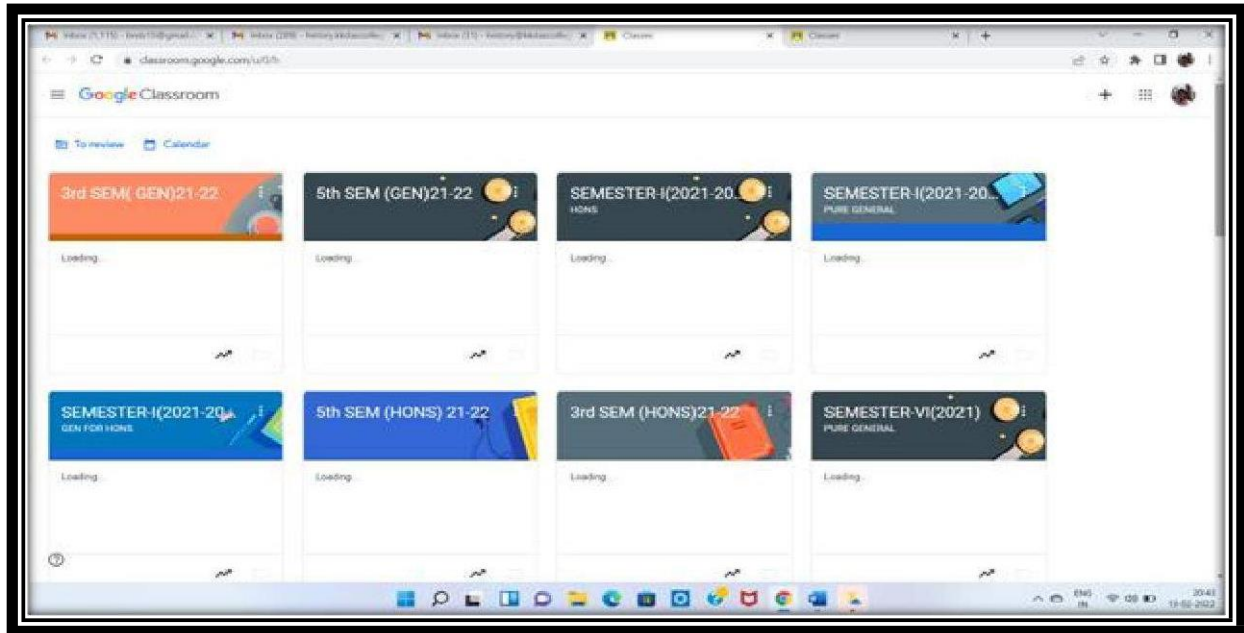 Classes
Classes
classroom.google.com/u/0/h
Google Classroom
To review Calendar
3rd SEM( GEN)21-22
5th SEM (GEN)21-22
SEMESTER-I(2021-20...
HONS
SEMESTER-I(2021-20...
PURE GENERAL
Loading...
Loading...
Loading...
Loading...
SEMESTER-I(2021-20...
GEN FOR HONS
5th SEM (HONS) 21-22
3rd SEM (HONS)21-22
SEMESTER-VI(2021)
PURE GENERAL
Loading...
Loading...
Loading...
Loading...
ENG
IN
20:43